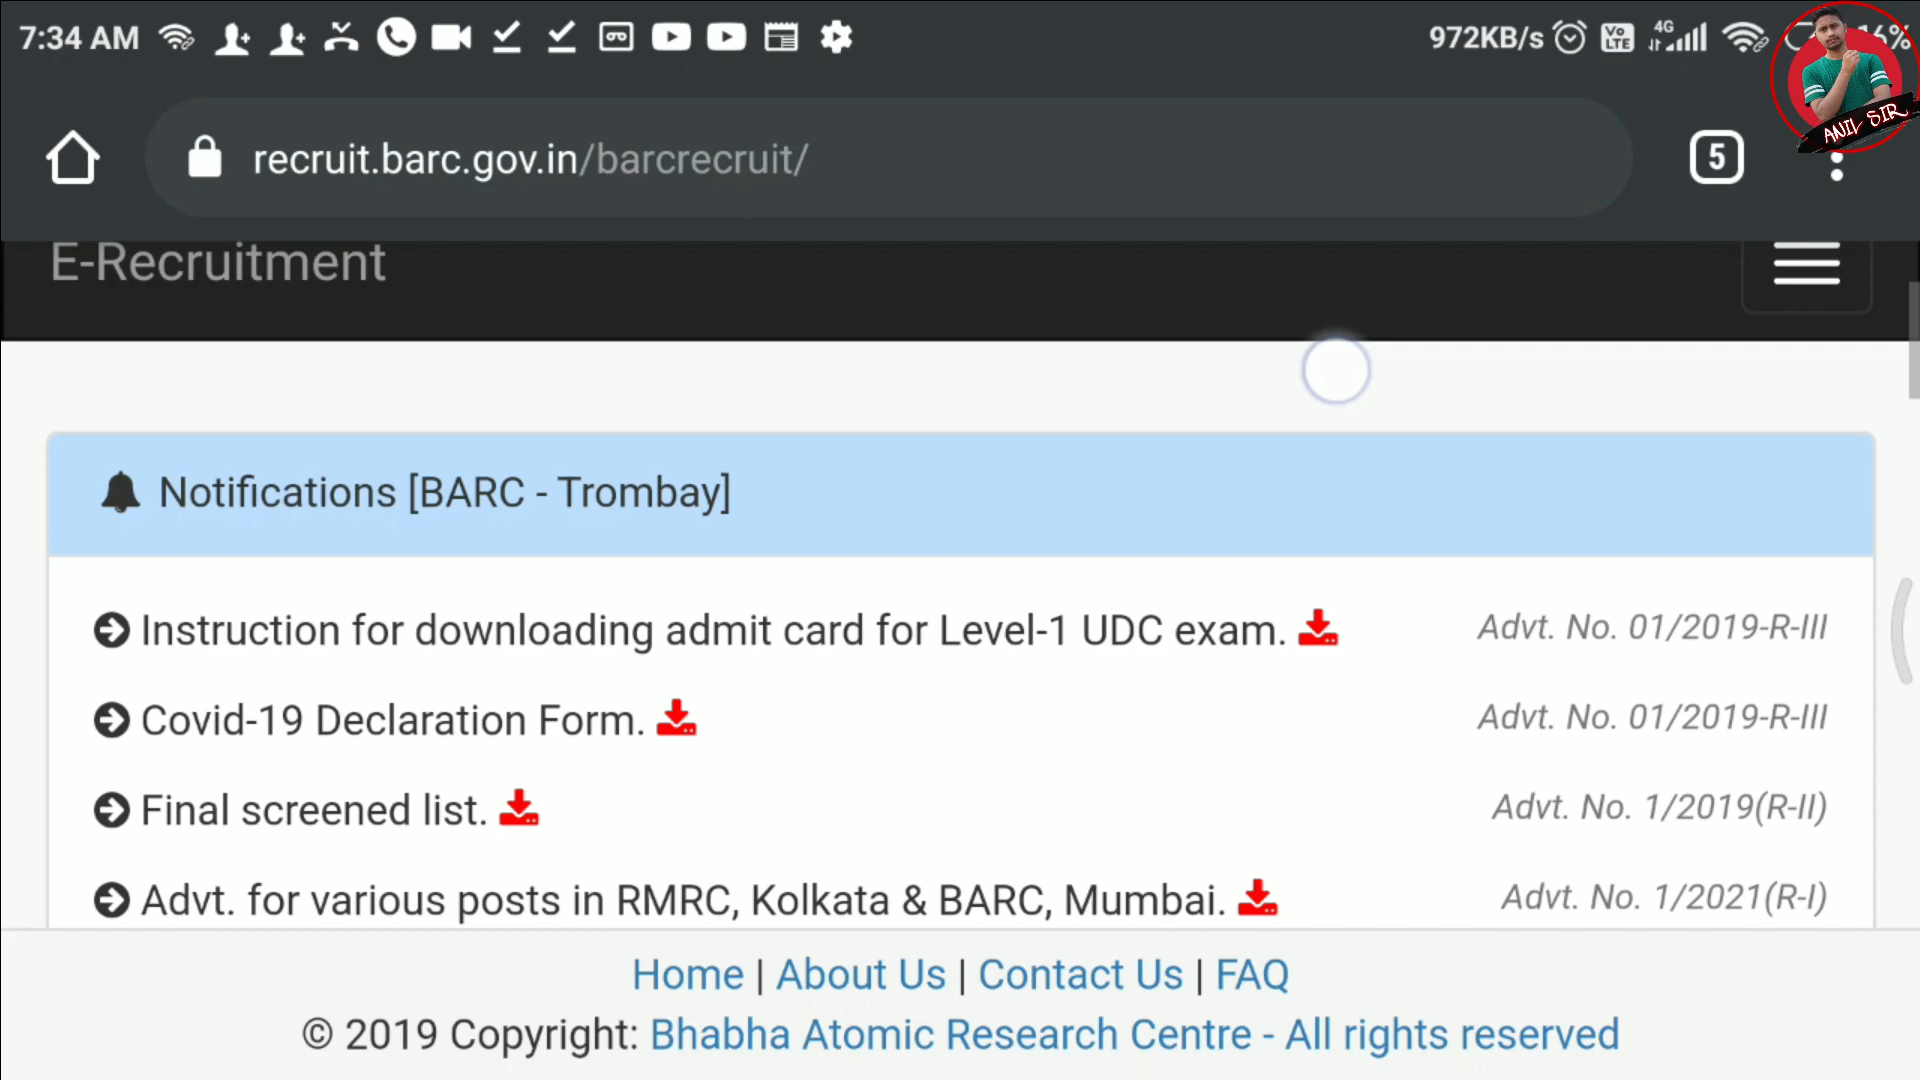 7:34 AM
972KB/s
Vo
LTE
4G
6%
ANIL SIR
recruit.barc.gov.in/barcrecruit/
5
E-Recruitment
Notifications [BARC - Trombay]
Instruction for downloading admit card for Level-1 UDC exam. Advt. No. 01/2019-R-III
Covid-19 Declaration Form. Advt. No. 01/2019-R-III
Final screened list. Advt. No. 1/2019(R-II)
Advt. for various posts in RMRC, Kolkata & BARC, Mumbai. Advt. No. 1/2021(R-I)
Home | About Us | Contact Us | FAQ
© 2019 Copyright: Bhabha Atomic Research Centre - All rights reserved